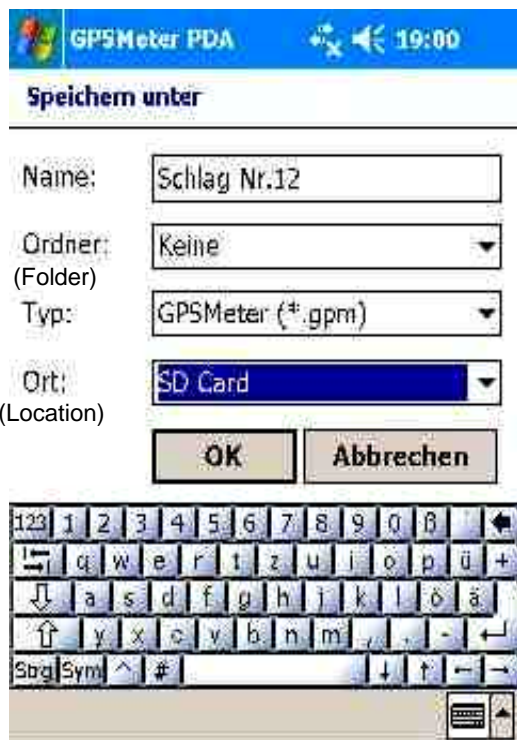 GPSMeter PDA 19:00
Speichern unter
Name: Schlag Nr.12
Ordner: Keine
(Folder)
Typ: GPSMeter (*.gpm)
Ort: SD Card
(Location)
OK Abbrechen
123 1 2 3 4 5 6 7 8 9 0 ß ´
q w e r t z u i o p ü +
a s d f g h j k l ö ä
y x c v b n m , . -
Strg Sym ^ #